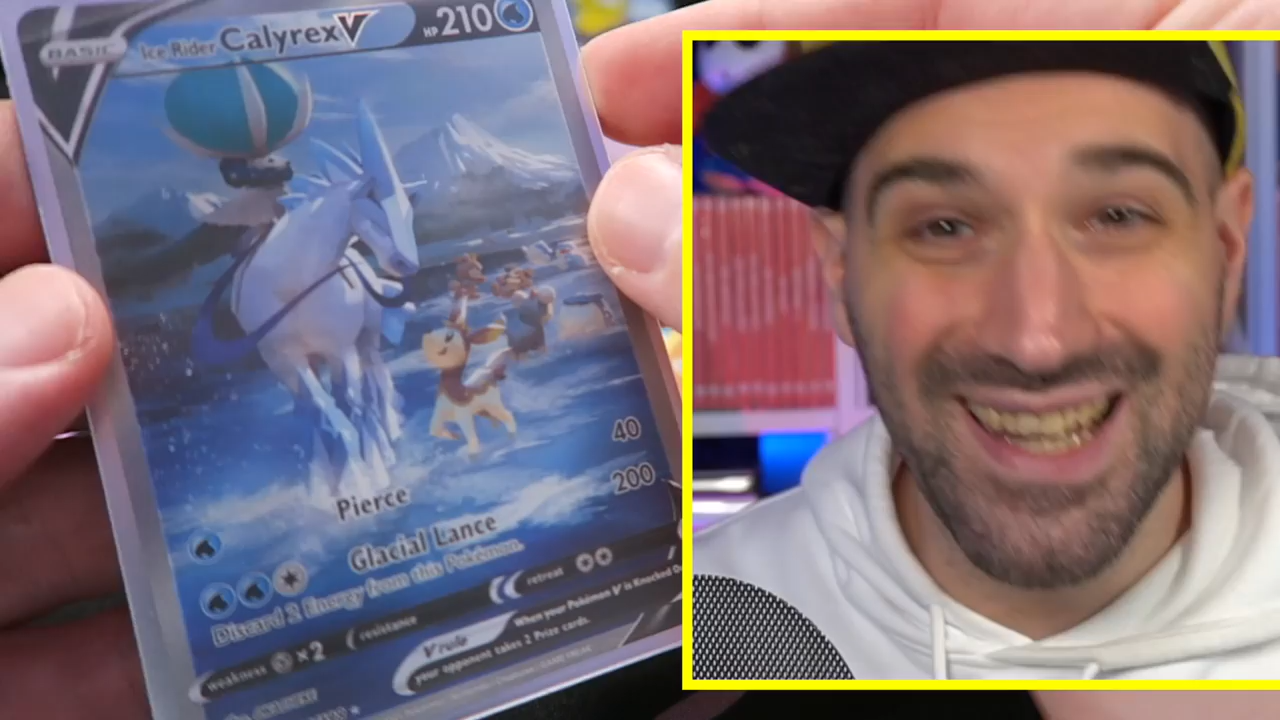 BASIC
Ice Rider Calyrex V
HP 210
Pierce
40
Glacial Lance
200
Discard 2 Energy from this Pokémon.
weakness ×2
resistance
retreat
V rule
When your Pokémon V is Knocked
your opponent takes 2 Prize cards.